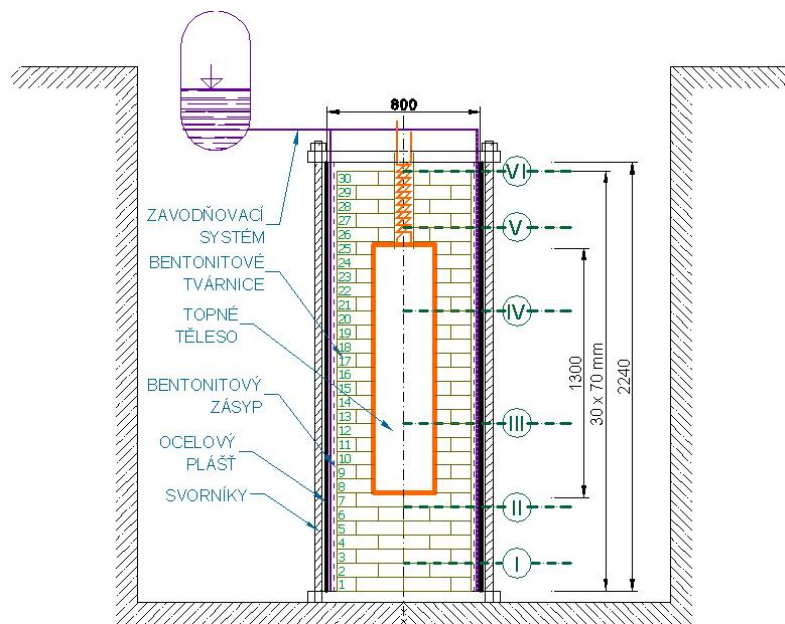 800
ZAVODŇOVACÍ
SYSTÉM
BENTONITOVÉ
TVÁRNICE
TOPNÉ
TĚLESO
BENTONITOVÝ
ZÁSYP
OCELOVÝ
PLÁŠŤ
SVORNÍKY
30
29
28
27
26
25
24
23
22
21
20
19
18
17
16
15
14
13
12
11
10
9
8
7
6
5
4
3
2
1
VI
V
IV
III
II
I
1300
30 x 70 mm
2240